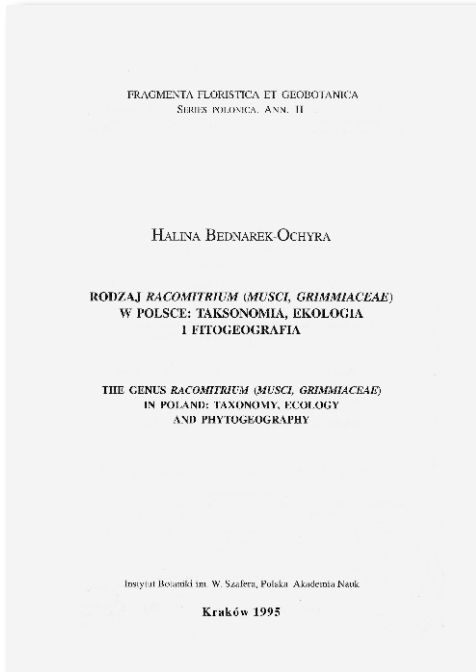 FRAGMENTA FLORISTICA ET GEOBOTANICA
SERIES POLONICA. ANN. II
HALINA BEDNAREK-OCHYRA
RODZAJ RACOMITRIUM (MUSCI, GRIMMIACEAE)
W POLSCE: TAKSONOMIA, EKOLOGIA
I FITOGEOGRAFIA
THE GENUS RACOMITRIUM (MUSCI, GRIMMIACEAE)
IN POLAND: TAXONOMY, ECOLOGY
AND PHYTOGEOGRAPHY
Instytut Botaniki im. W. Szafera, Polska Akademia Nauk
Kraków 1995